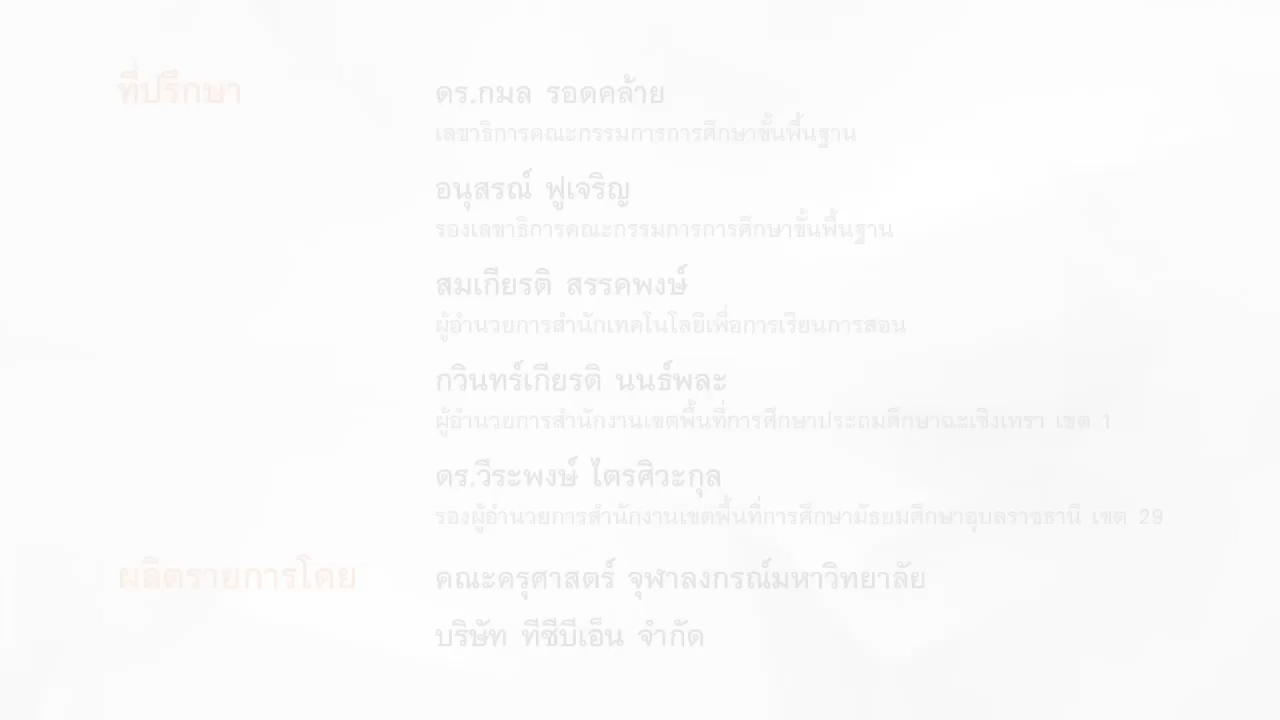 ที่ปรึกษา
ดร.กมล รอดคล้าย
เลขาธิการคณะกรรมการการศึกษาขั้นพื้นฐาน
อนุสรณ์ ฟูเจริญ
รองเลขาธิการคณะกรรมการการศึกษาขั้นพื้นฐาน
สมเกียรติ สรรคพงษ์
ผู้อำนวยการสำนักเทคโนโลยีเพื่อการเรียนการสอน
กวินทร์เกียรติ นนธ์พละ
ผู้อำนวยการสำนักงานเขตพื้นที่การศึกษาประถมศึกษาฉะเชิงเทรา เขต 1
ดร.วีระพงษ์ ไตรศิวะกุล
รองผู้อำนวยการสำนักงานเขตพื้นที่การศึกษามัธยมศึกษาอุบลราชธานี เขต 29
ผลิตรายการโดย
คณะครุศาสตร์ จุฬาลงกรณ์มหาวิทยาลัย
บริษัท ทีซีบีเอ็น จำกัด